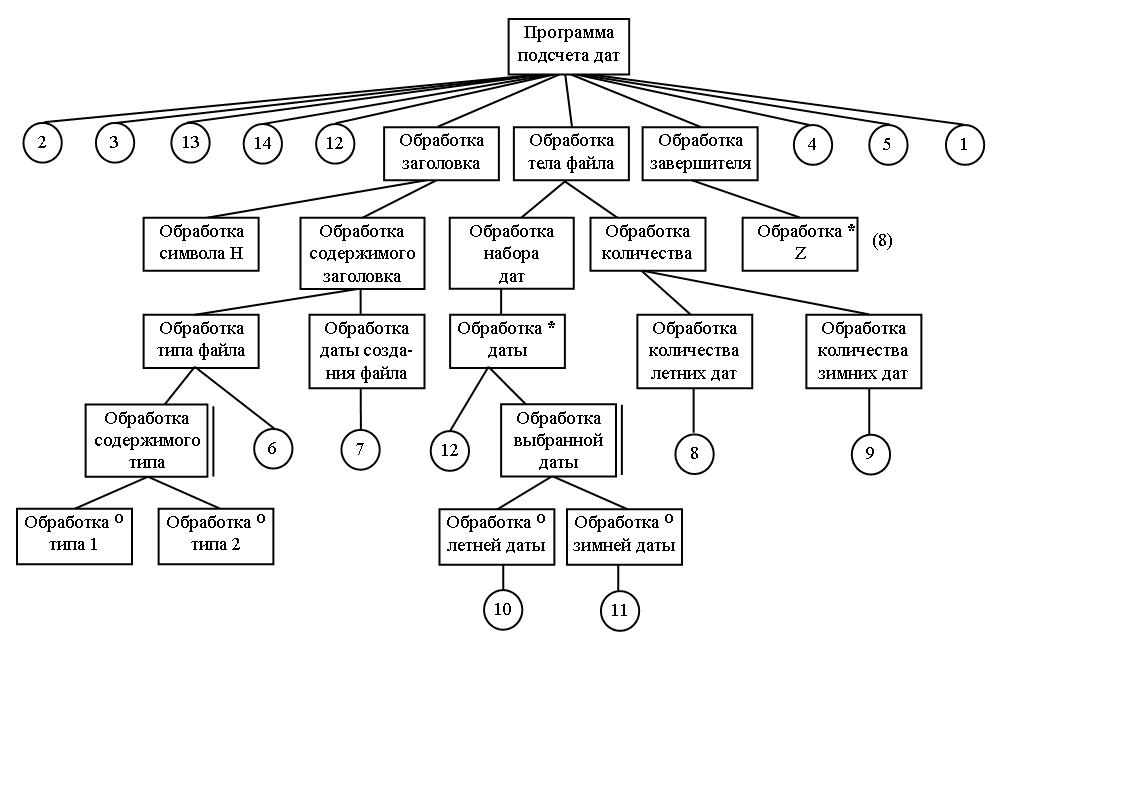 Программа
подсчета дат
2
3
13
14
12
Обработка
заголовка
Обработка
тела файла
Обработка
завершителя
4
5
1
Обработка
символа H
Обработка
содержимого
заголовка
Обработка
набора
дат
Обработка
количества
Обработка *
Z
(8)
Обработка
типа файла
Обработка
даты созда-
ния файла
Обработка *
даты
Обработка
количества
летних дат
Обработка
количества
зимних дат
Обработка
содержимого
типа
6
7
12
Обработка
выбранной
даты
8
9
Обработка O
типа 1
Обработка O
типа 2
Обработка O
летней даты
Обработка O
зимней даты
10
11